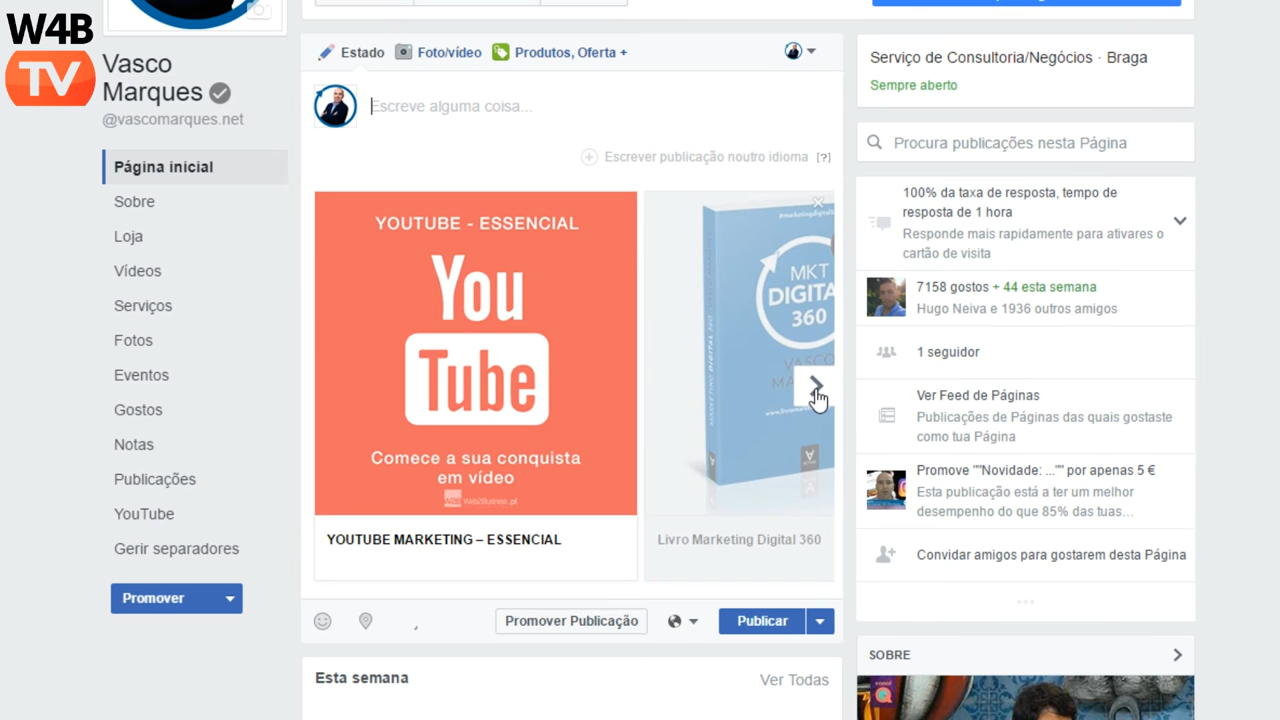 W4B
TV
Vasco
Marques
@vascomarques.net
Página inicial
Sobre
Loja
Vídeos
Serviços
Fotos
Eventos
Gostos
Notas
Publicações
YouTube
Gerir separadores
Promover
Estado
Foto/vídeo
Produtos, Oferta +
Escreve alguma coisa...
Escrever publicação noutro idioma [?]
YOUTUBE - ESSENCIAL
You
Tube
Comece a sua conquista
em vídeo
Web2Business.pt
YOUTUBE MARKETING – ESSENCIAL
MKT
DIGITA
360
VASCO
Livro Marketing Digital 360
Promover Publicação
Publicar
Esta semana
Ver Todas
Serviço de Consultoria/Negócios · Braga
Sempre aberto
Procura publicações nesta Página
100% da taxa de resposta, tempo de
resposta de 1 hora
Responde mais rapidamente para ativares o
cartão de visita
7158 gostos + 44 esta semana
Hugo Neiva e 1936 outros amigos
1 seguidor
Ver Feed de Páginas
Publicações de Páginas das quais gostaste
como tua Página
Promove ""Novidade: ..."" por apenas 5 €
Esta publicação está a ter um melhor
desempenho do que 85% das tuas...
Convidar amigos para gostarem desta Página
SOBRE